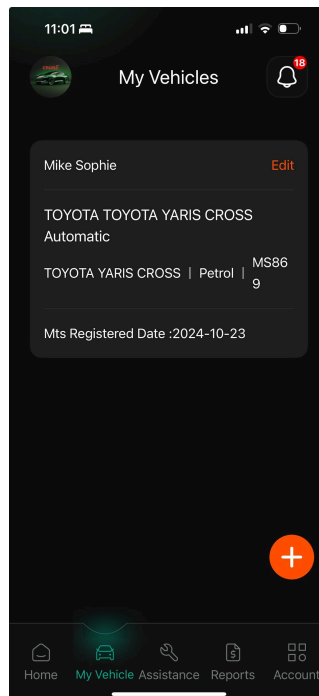 11:01
18
My Vehicles
Mike Sophie
Edit
TOYOTA TOYOTA YARIS CROSS
Automatic
TOYOTA YARIS CROSS | Petrol | MS86
9
Mts Registered Date :2024-10-23
Home My Vehicle Assistance Reports Account